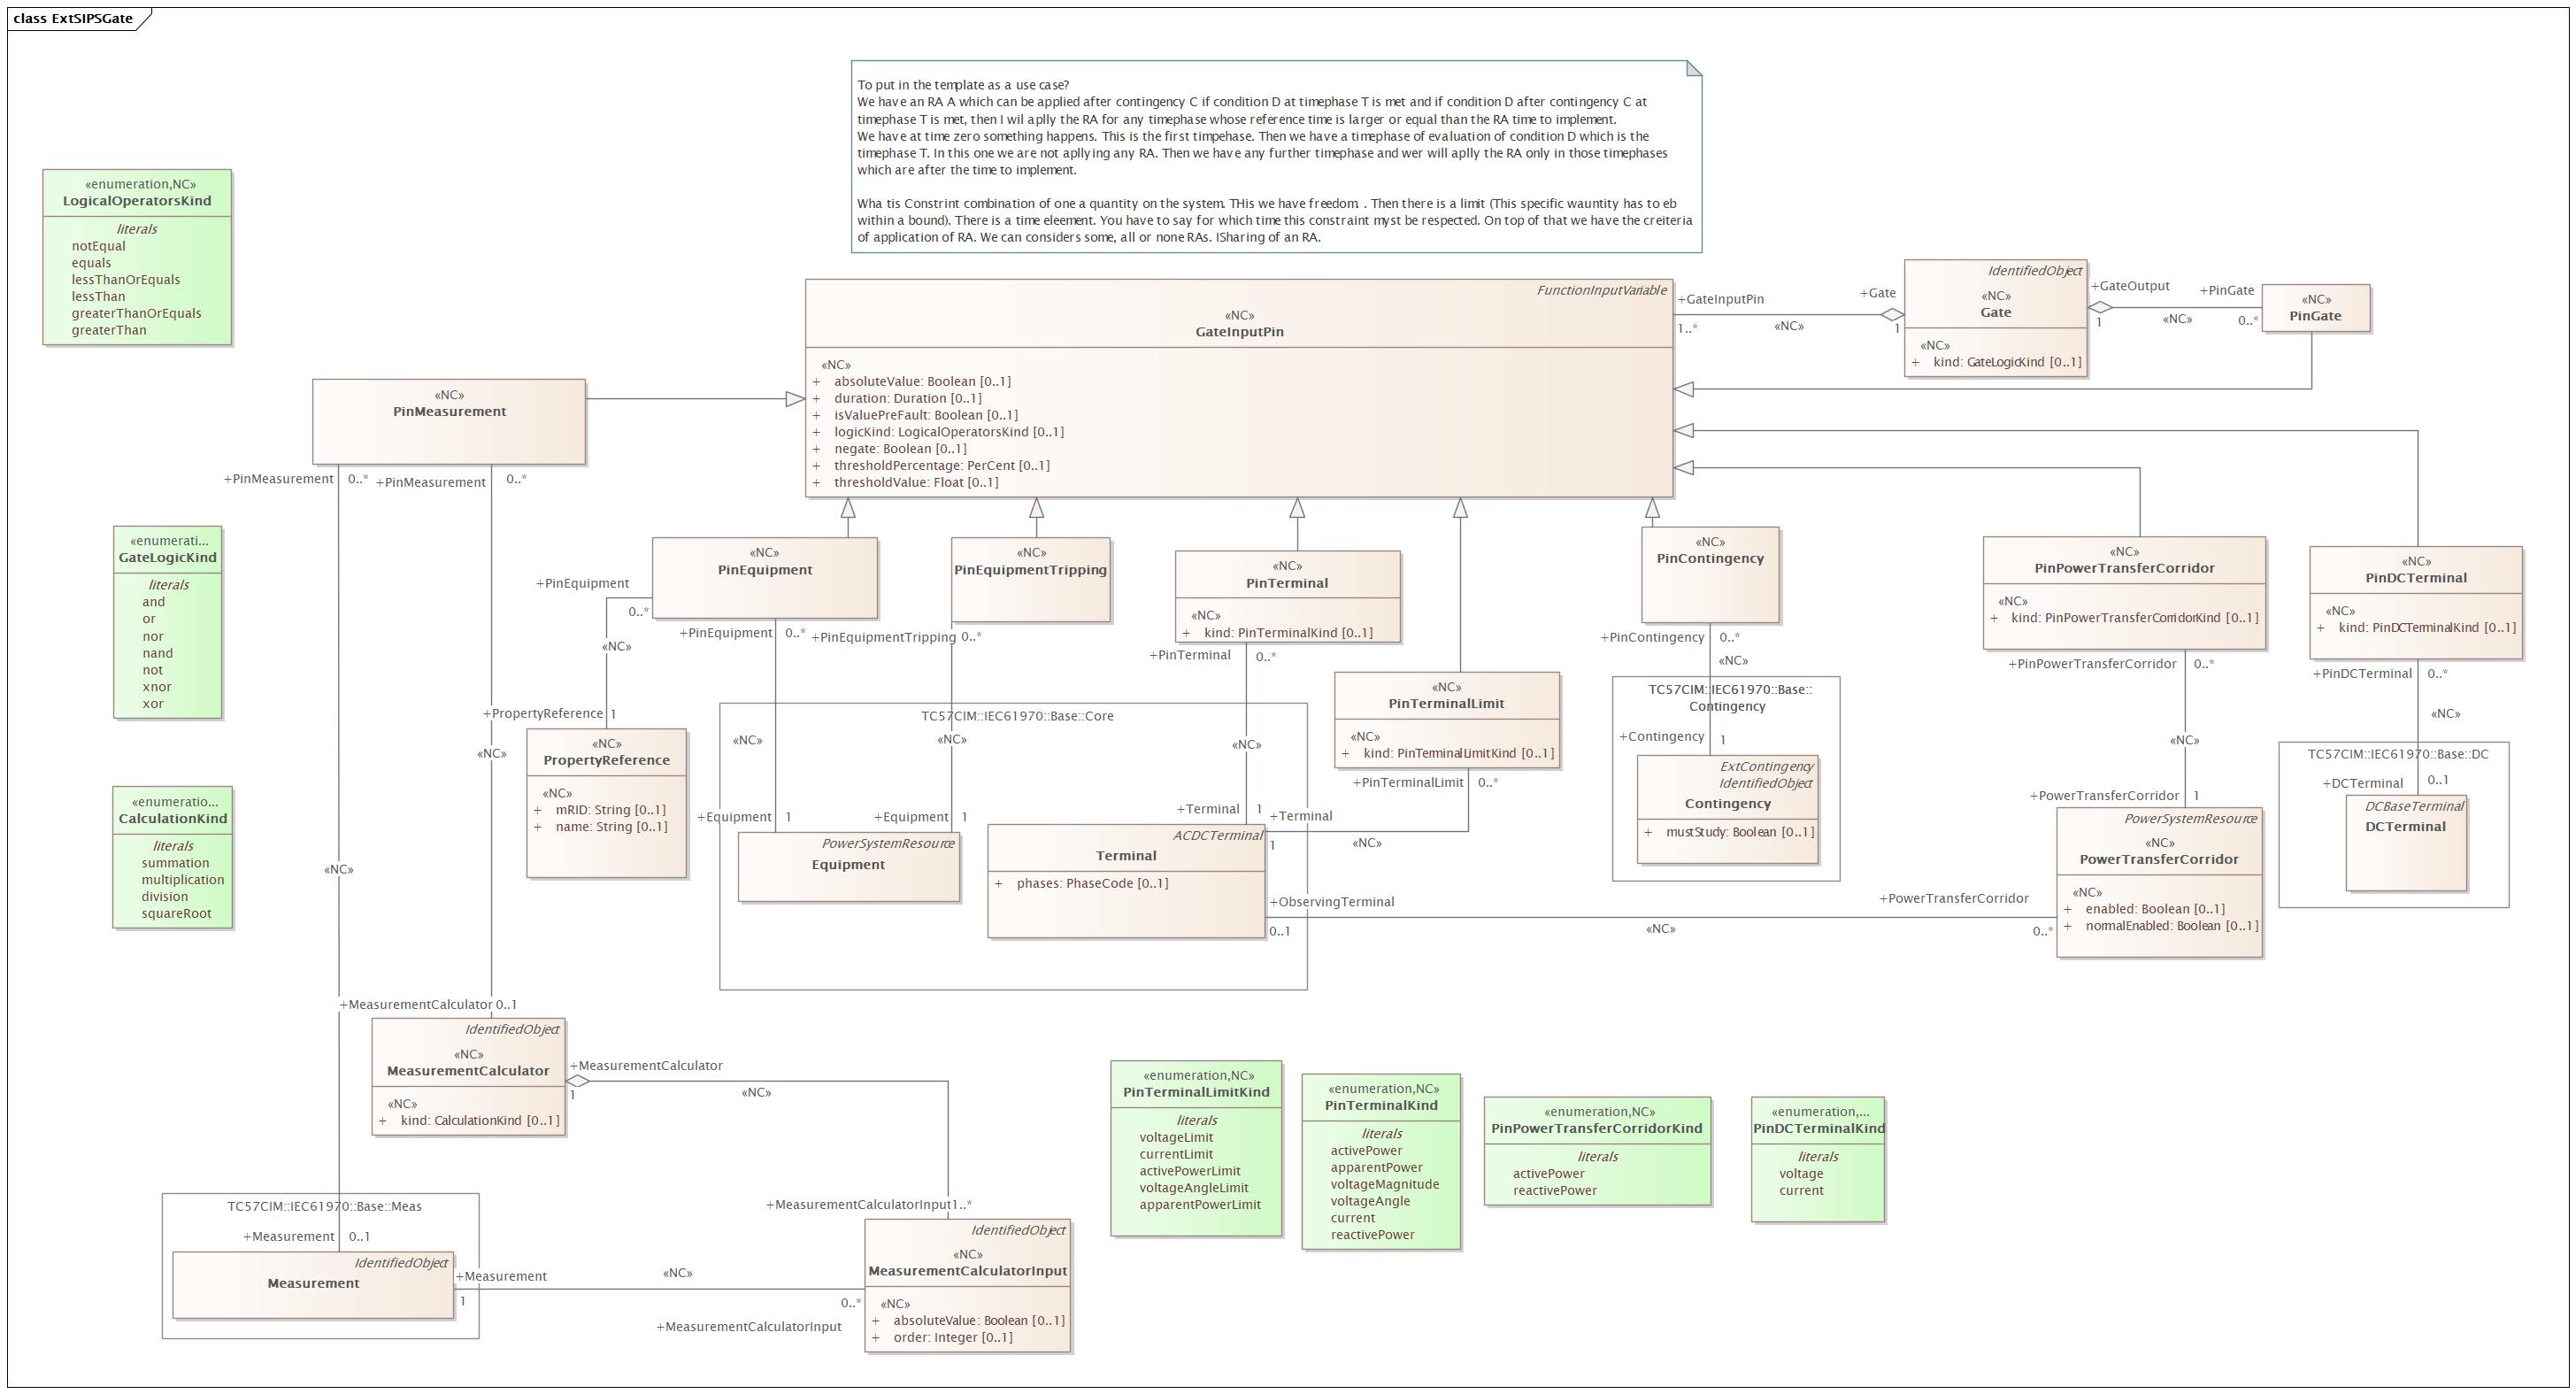 class ExtSIPSGate
To put in the template as a use case?
We have an RA A which can be applied after contingency C if condition D at timephase T is met and if condition D after contingency C at
timephase T is met, then I wil aplly the RA for any timephase whose reference time is larger or equal than the RA time to implement.
We have at time zero something happens. This is the first timpehase. Then we have a timephase of evaluation of condition D which is the
timephase T. In this one we are not apllying any RA. Then we have any further timephase and wer will aplly the RA only in those timephases
which are after the time to implement.
Wha tis Constrint combination of one a quantity on the system. THis we have freedom. . Then there is a limit (This specific wauntity has to eb
within a bound). There is a time eleement. You have to say for which time this constraint myst be respected. On top of that we have the creiteria
of application of RA. We can considers some, all or none RAs. ISharing of an RA.
«enumeration,NC»
LogicalOperatorsKind
literals
notEqual
equals
lessThanOrEquals
lessThan
greaterThanOrEquals
greaterThan
FunctionInputVariable
«NC»
GateInputPin
«NC»
+ absoluteValue: Boolean [0..1]
+ duration: Duration [0..1]
+ isValuePreFault: Boolean [0..1]
+ logicKind: LogicalOperatorsKind [0..1]
+ negate: Boolean [0..1]
+ thresholdPercentage: PerCent [0..1]
+ thresholdValue: Float [0..1]
+GateInputPin
1..*
«NC»
+Gate
1
IdentifiedObject
«NC»
Gate
«NC»
+ kind: GateLogicKind [0..1]
+GateOutput
1
«NC»
+PinGate
0..*
«NC»
PinGate
«NC»
PinMeasurement
+PinMeasurement 0..*
+PinMeasurement 0..*
«enumerati...
GateLogicKind
literals
and
or
nor
nand
not
xnor
xor
«NC»
PinEquipment
+PinEquipment
0..*
«NC»
+PropertyReference 1
«NC»
PropertyReference
«NC»
+ mRID: String [0..1]
+ name: String [0..1]
+PinEquipment 0..*
«NC»
+Equipment 1
«NC»
PinEquipmentTripping
+PinEquipmentTripping 0..*
«NC»
+Equipment 1
«NC»
PinTerminal
«NC»
+ kind: PinTerminalKind [0..1]
+PinTerminal 0..*
«NC»
+Terminal 1
«NC»
PinTerminalLimit
«NC»
+ kind: PinTerminalLimitKind [0..1]
+PinTerminalLimit 0..*
+Terminal
1
«NC»
«NC»
PinContingency
+PinContingency 0..*
«NC»
TC57CIM::IEC61970::Base::
Contingency
+Contingency 1
ExtContingency
IdentifiedObject
Contingency
+ mustStudy: Boolean [0..1]
«NC»
PinPowerTransferCorridor
«NC»
+ kind: PinPowerTransferCorridorKind [0..1]
+PinPowerTransferCorridor 0..*
«NC»
+PowerTransferCorridor 1
PowerSystemResource
«NC»
PowerTransferCorridor
«NC»
+ enabled: Boolean [0..1]
+ normalEnabled: Boolean [0..1]
«NC»
PinDCTerminal
«NC»
+ kind: PinDCTerminalKind [0..1]
+PinDCTerminal 0..*
«NC»
TC57CIM::IEC61970::Base::DC
+DCTerminal 0..1
DCBaseTerminal
DCTerminal
TC57CIM::IEC61970::Base::Core
PowerSystemResource
Equipment
ACDCTerminal
Terminal
+ phases: PhaseCode [0..1]
+ObservingTerminal
0..1
«NC»
+PowerTransferCorridor
0..*
«enumeratio...
CalculationKind
literals
summation
multiplication
division
squareRoot
«NC»
«NC»
+MeasurementCalculator 0..1
IdentifiedObject
«NC»
MeasurementCalculator
«NC»
+ kind: CalculationKind [0..1]
+MeasurementCalculator
1
«NC»
+MeasurementCalculatorInput 1..*
TC57CIM::IEC61970::Base::Meas
+Measurement 0..1
IdentifiedObject
Measurement
+Measurement
1
«NC»
0..*
+MeasurementCalculatorInput
IdentifiedObject
«NC»
MeasurementCalculatorInput
«NC»
+ absoluteValue: Boolean [0..1]
+ order: Integer [0..1]
«enumeration,NC»
PinTerminalLimitKind
literals
voltageLimit
currentLimit
activePowerLimit
voltageAngleLimit
apparentPowerLimit
«enumeration,NC»
PinTerminalKind
literals
activePower
apparentPower
voltageMagnitude
voltageAngle
current
reactivePower
«enumeration,NC»
PinPowerTransferCorridorKind
literals
activePower
reactivePower
«enumeration,...
PinDCTerminalKind
literals
voltage
current